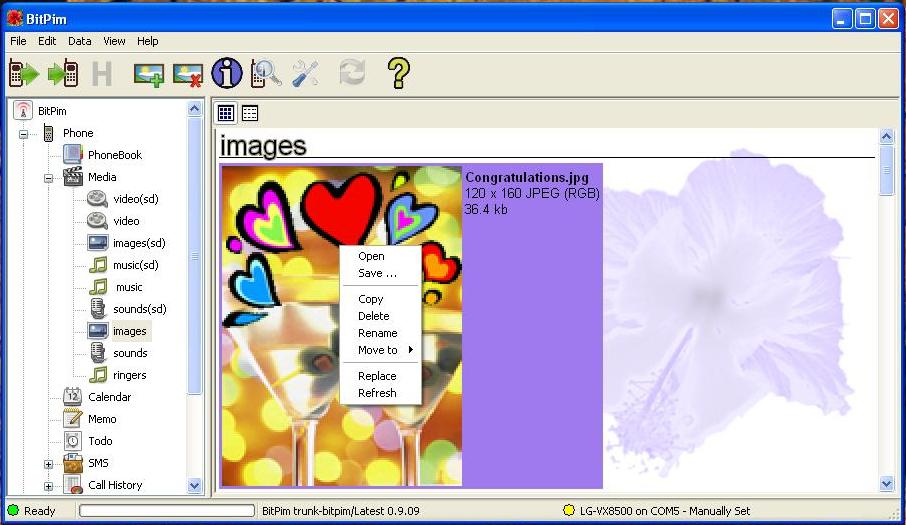 BitPim
File Edit Data View Help
BitPim
Phone
PhoneBook
Media
video(sd)
video
images(sd)
music(sd)
music
sounds(sd)
images
sounds
ringers
Calendar
12
Memo
Todo
SMS
Call History
images
Congratulations.jpg
120 x 160 JPEG (RGB)
36.4 kb
Open
Save ...
Copy
Delete
Rename
Move to
Replace
Refresh
Ready
BitPim trunk-bitpim/Latest 0.9.09
LG-VX8500 on COM5 - Manually Set